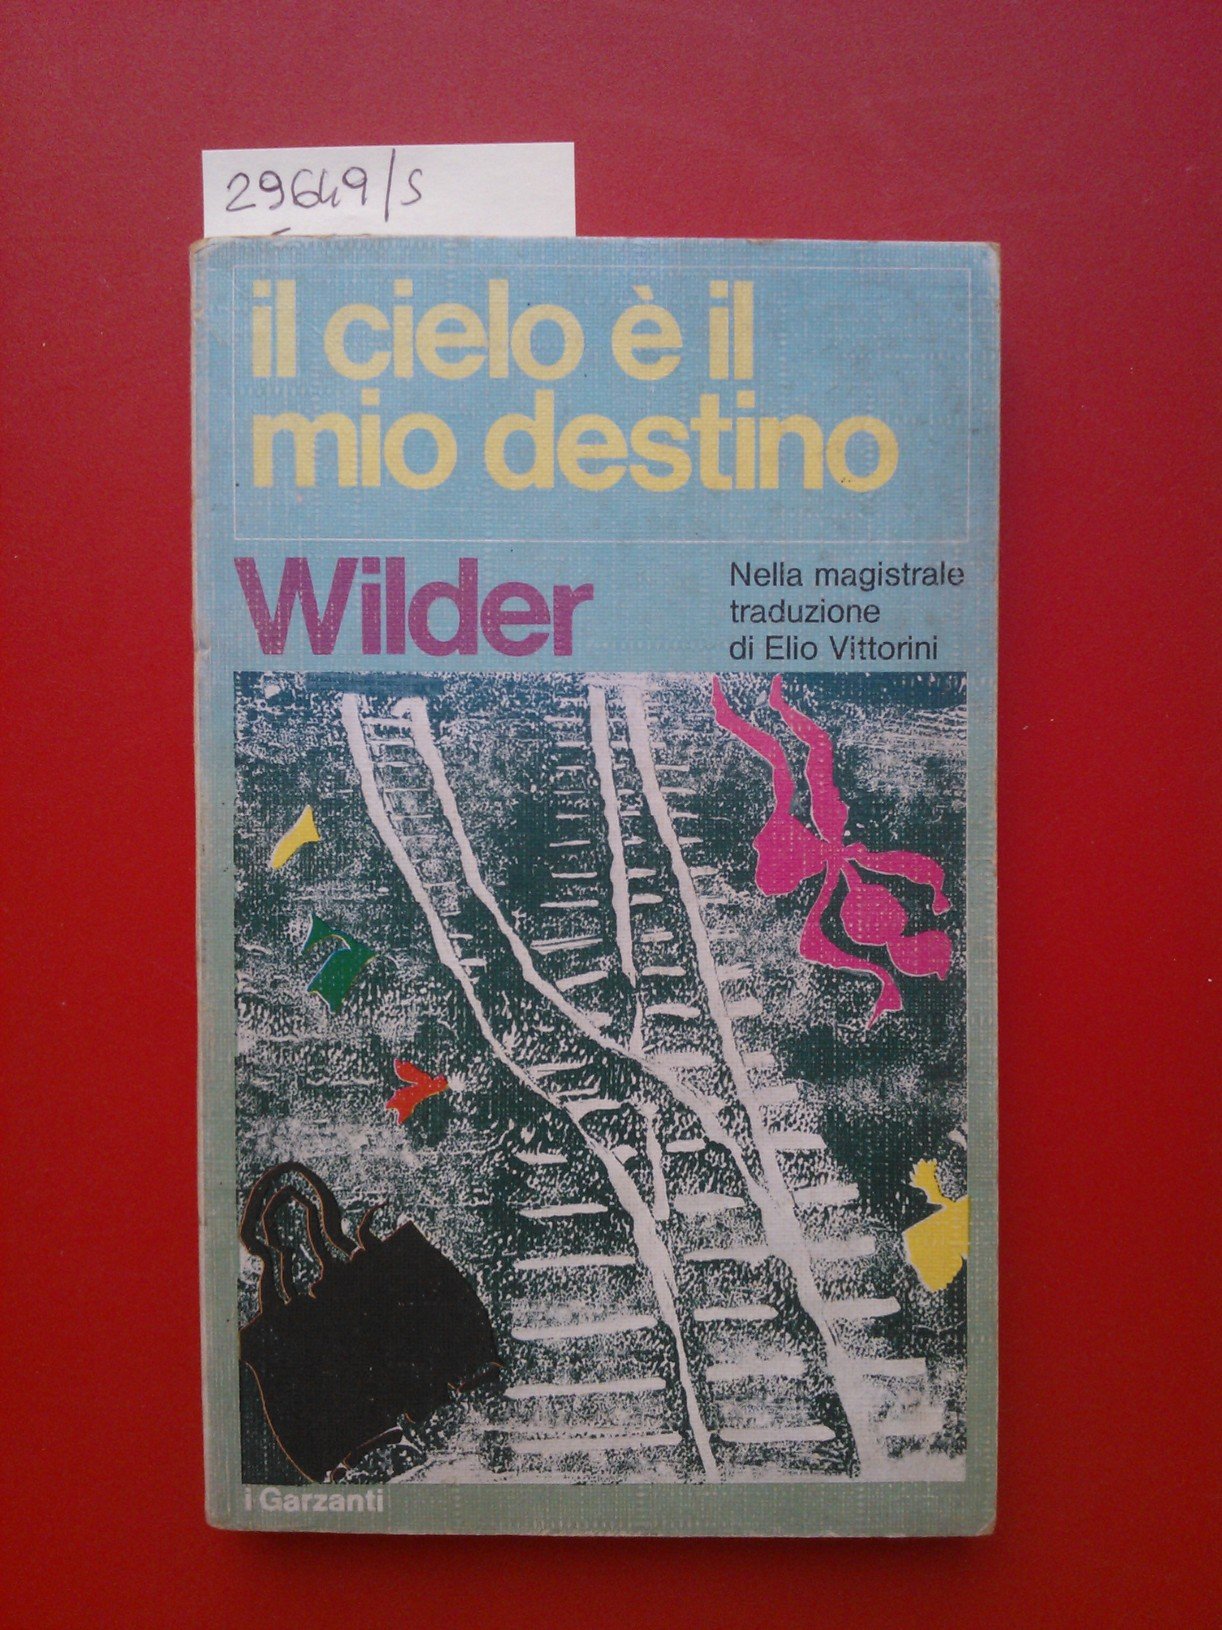 29649/s
il cielo è il
mio destino
Wilder
Nella magistrale
traduzione
di Elio Vittorini
i Garzanti